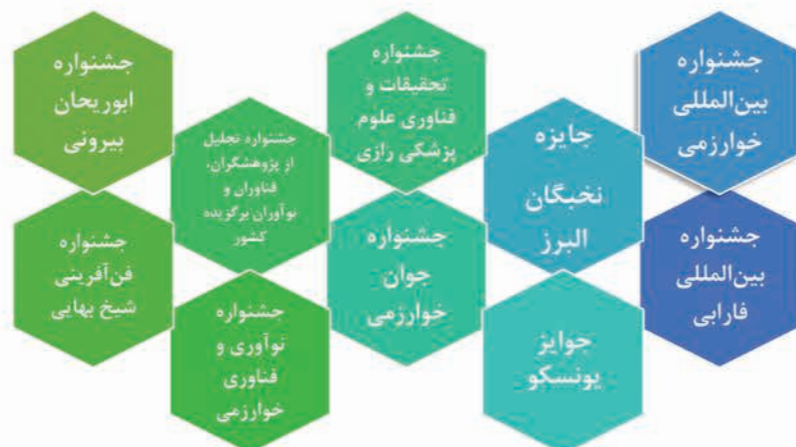 جشنواره
بین‌المللی
خوارزمی
جشنواره
بین‌المللی
فارابی
جایزه
نخبگان
البرز
جوایز
یونسکو
جشنواره
تحقیقات و
فناوری علوم
پزشکی رازی
جشنواره
جوان
خوارزمی
جشنواره تجلیل
از پژوهشگران،
فناوران و
نوآوران برگزیده
کشور
جشنواره
نوآوری و
فناوری
خوارزمی
جشنواره
ابوریحان
بیرونی
جشنواره
فن‌آفرینی
شیخ بهایی